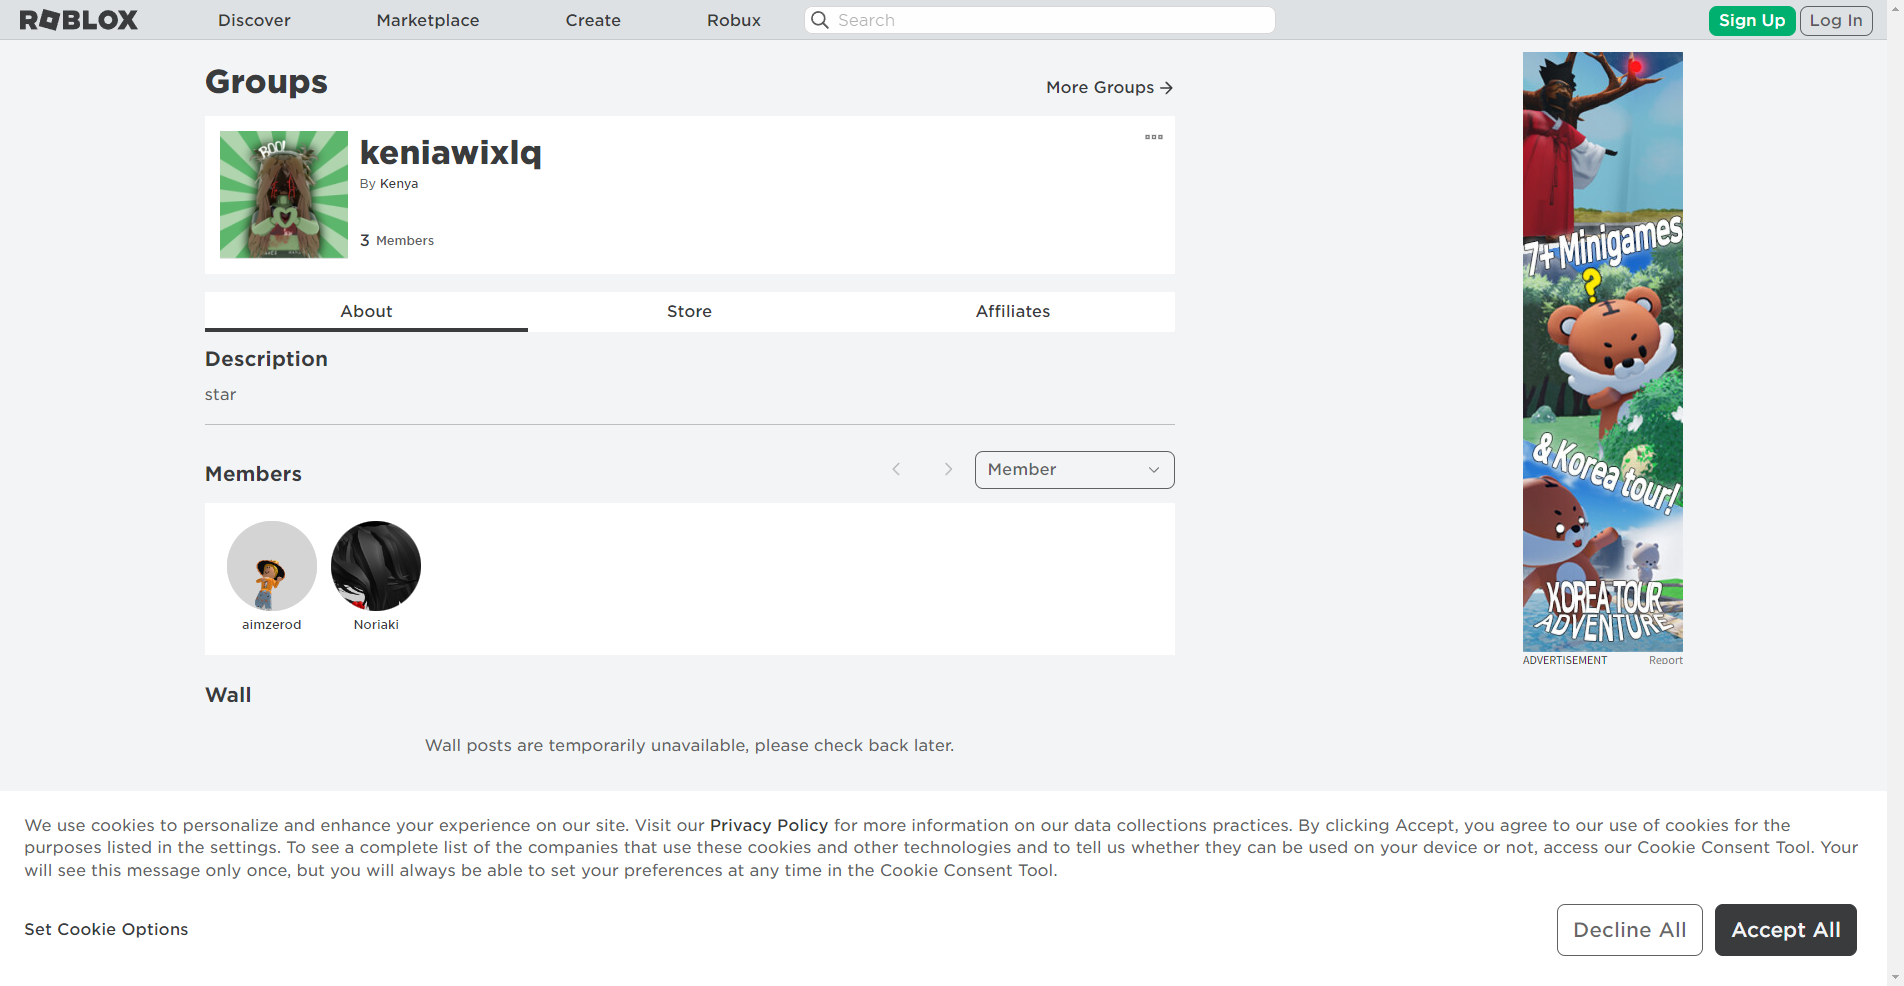 ROBLOX
Discover
Marketplace
Create
Robux
Search
Sign Up
Log In
Groups
More Groups
BOO!
keniawixlq
By Kenya
3 Members
About
Store
Affiliates
Description
star
Members
Member
aimzerod
Noriaki
Wall
Wall posts are temporarily unavailable, please check back later.
7+ Minigames
?
& Korea tour!
KOREA TOUR
ADVENTURE
ADVERTISEMENT
Report
We use cookies to personalize and enhance your experience on our site. Visit our Privacy Policy for more information on our data collections practices. By clicking Accept, you agree to our use of cookies for the
purposes listed in the settings. To see a complete list of the companies that use these cookies and other technologies and to tell us whether they can be used on your device or not, access our Cookie Consent Tool. Your
will see this message only once, but you will always be able to set your preferences at any time in the Cookie Consent Tool.
Set Cookie Options
Decline All
Accept All